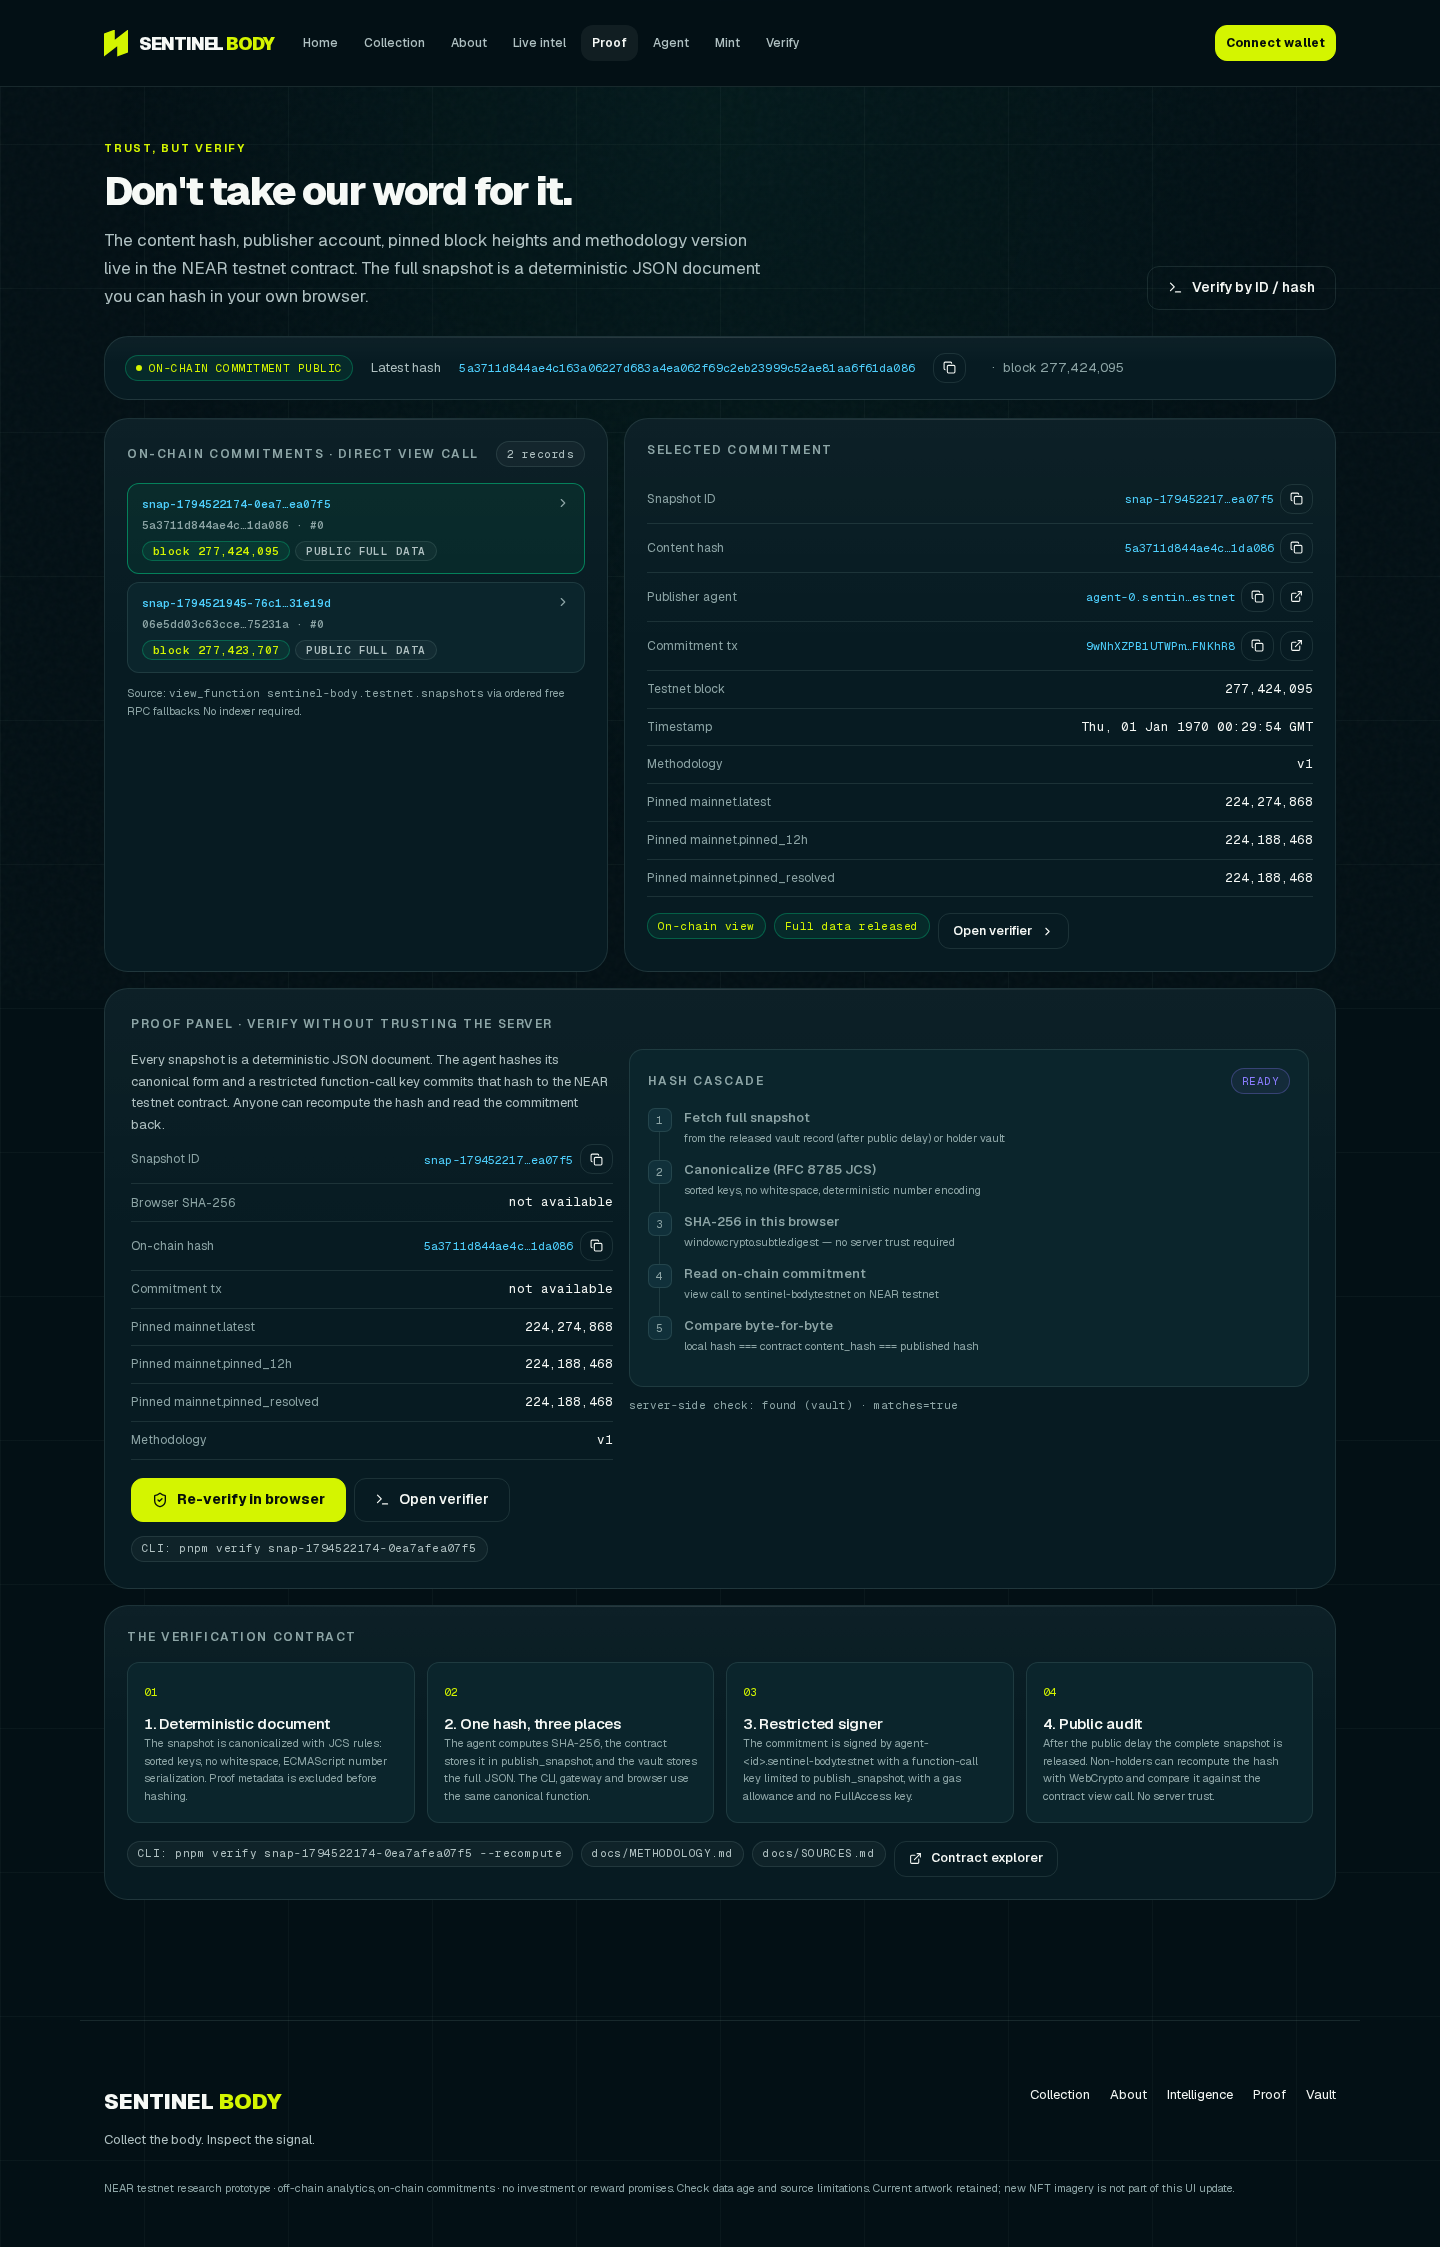 SENTINEL BODY
Home
Collection
About
Live intel
Proof
Agent
Mint
Verify
Connect wallet
TRUST, BUT VERIFY
Don't take our word for it.
The content hash, publisher account, pinned block heights and methodology version
live in the NEAR testnet contract. The full snapshot is a deterministic JSON document
you can hash in your own browser.
Verify by ID / hash
ON-CHAIN COMMITMENT PUBLIC
Latest hash
5a3711d844ae4c163a06227d683a4ea062f69c2eb23999c52ae81aa6f61da086
· block 277,424,095
ON-CHAIN COMMITMENTS · DIRECT VIEW CALL
2 records
snap-1794522174-0ea7…ea07f5
5a3711d844ae4c…1da086 · #0
block 277,424,095
PUBLIC FULL DATA
snap-1794521945-76c1…31e19d
06e5dd03c63cce…75231a · #0
block 277,423,707
PUBLIC FULL DATA
Source: view_function sentinel-body.testnet.snapshots via ordered free
RPC fallbacks. No indexer required.
SELECTED COMMITMENT
Snapshot ID
snap-179452217…ea07f5
Content hash
5a3711d844ae4c…1da086
Publisher agent
agent-0.sentin…estnet
Commitment tx
9wNhXZPB1UTWPm…FNKhR8
Testnet block
277,424,095
Timestamp
Thu, 01 Jan 1970 00:29:54 GMT
Methodology
v1
Pinned mainnet.latest
224,274,868
Pinned mainnet.pinned_12h
224,188,468
Pinned mainnet.pinned_resolved
224,188,468
On-chain view
Full data released
Open verifier
PROOF PANEL · VERIFY WITHOUT TRUSTING THE SERVER
Every snapshot is a deterministic JSON document. The agent hashes its
canonical form and a restricted function-call key commits that hash to the NEAR
testnet contract. Anyone can recompute the hash and read the commitment
back.
Snapshot ID
snap-179452217…ea07f5
Browser SHA-256
not available
On-chain hash
5a3711d844ae4c…1da086
Commitment tx
not available
Pinned mainnet.latest
224,274,868
Pinned mainnet.pinned_12h
224,188,468
Pinned mainnet.pinned_resolved
224,188,468
Methodology
v1
Re-verify in browser
Open verifier
CLI: pnpm verify snap-1794522174-0ea7afea07f5
HASH CASCADE
READY
1
Fetch full snapshot
from the released vault record (after public delay) or holder vault
2
Canonicalize (RFC 8785 JCS)
sorted keys, no whitespace, deterministic number encoding
3
SHA-256 in this browser
window.crypto.subtle.digest — no server trust required
4
Read on-chain commitment
view call to sentinel-body.testnet on NEAR testnet
5
Compare byte-for-byte
local hash === contract content_hash === published hash
server-side check: found (vault) · matches=true
THE VERIFICATION CONTRACT
01
1. Deterministic document
The snapshot is canonicalized with JCS rules:
sorted keys, no whitespace, ECMAScript number
serialization. Proof metadata is excluded before
hashing.
02
2. One hash, three places
The agent computes SHA-256, the contract
stores it in publish_snapshot, and the vault stores
the full JSON. The CLI, gateway and browser use
the same canonical function.
03
3. Restricted signer
The commitment is signed by agent-
<id>.sentinel-body.testnet with a function-call
key limited to publish_snapshot, with a gas
allowance and no FullAccess key.
04
4. Public audit
After the public delay the complete snapshot is
released. Non-holders can recompute the hash
with WebCrypto and compare it against the
contract view call. No server trust.
CLI: pnpm verify snap-1794522174-0ea7afea07f5 --recompute
docs/METHODOLOGY.md
docs/SOURCES.md
Contract explorer
SENTINEL BODY
Collect the body. Inspect the signal.
Collection
About
Intelligence
Proof
Vault
NEAR testnet research prototype · off-chain analytics, on-chain commitments · no investment or reward promises. Check data age and source limitations. Current artwork retained; new NFT imagery is not part of this UI update.